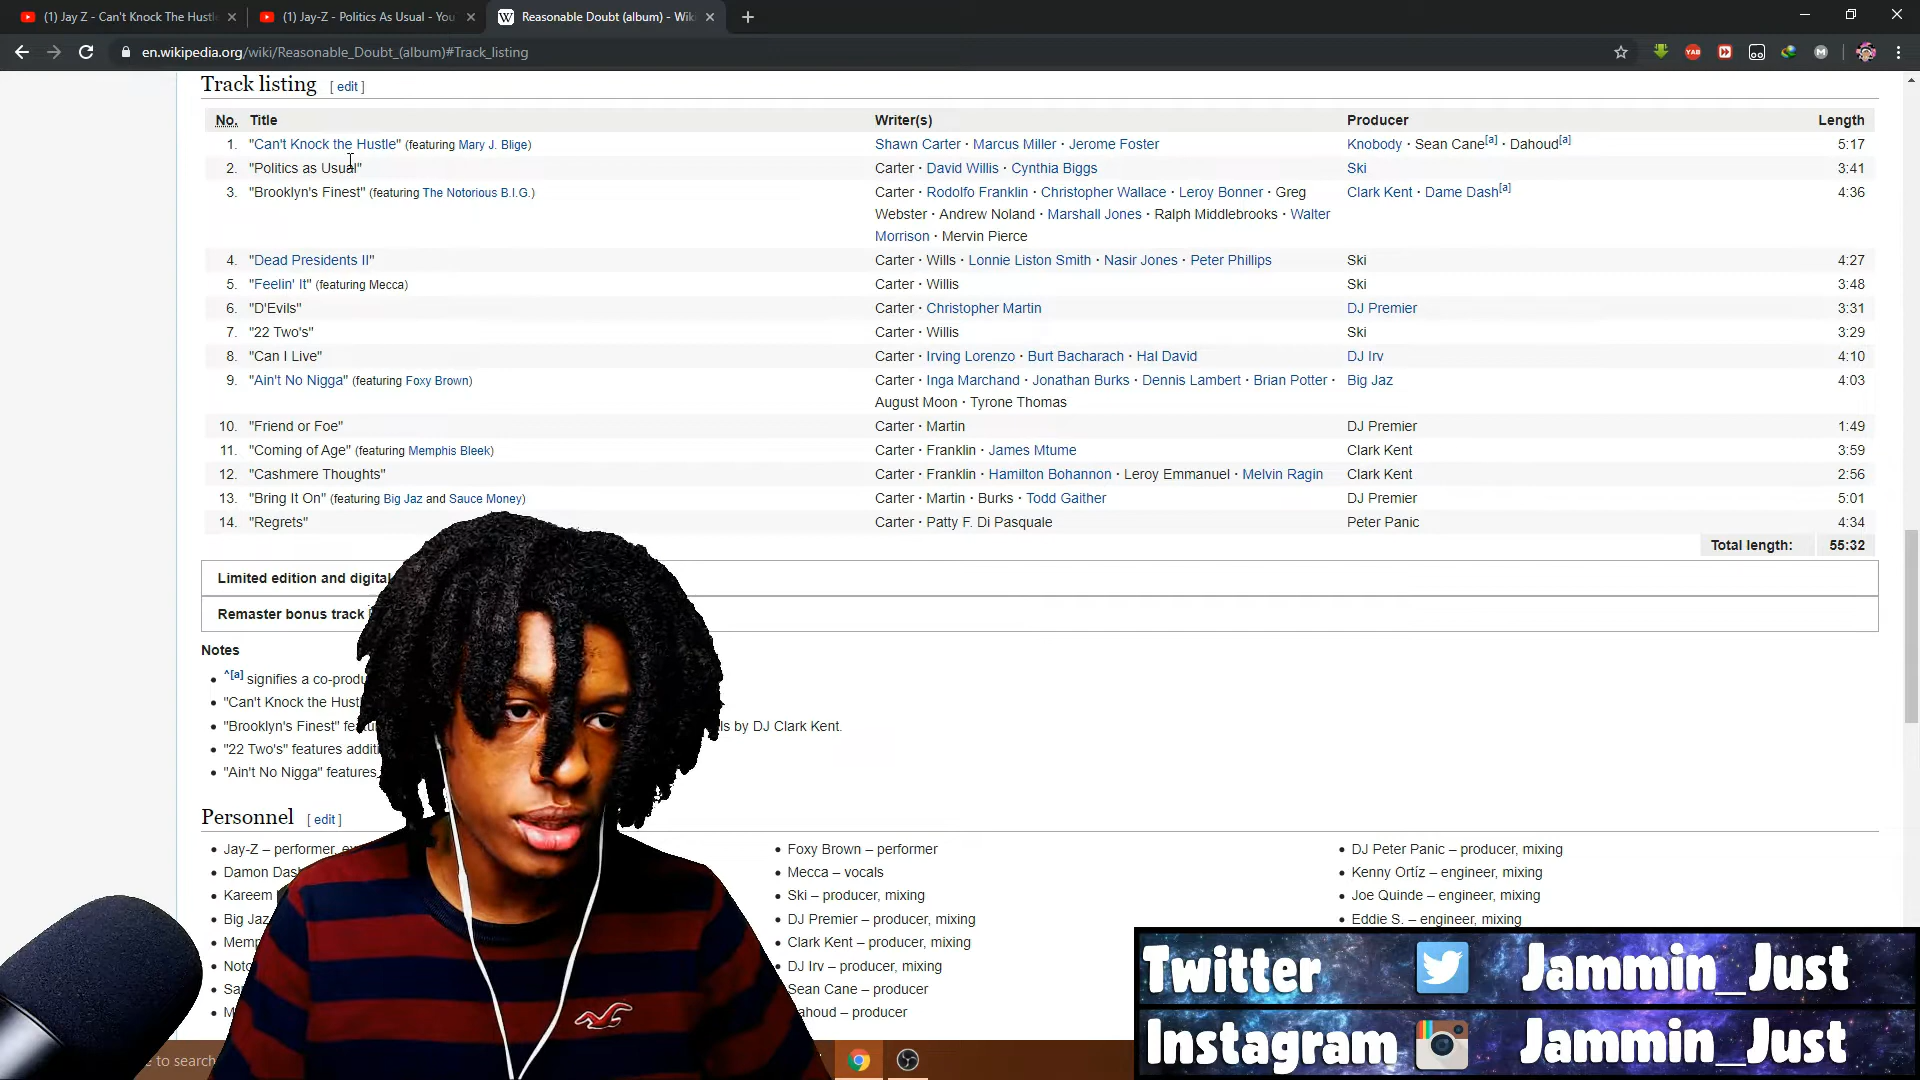 (1) Jay Z - Can't Knock The Hustl
(1) Jay-Z - Politics As Usual - You
Reasonable Doubt (album) - Wiki
en.wikipedia.org/wiki/Reasonable_Doubt_(album)#Track_listing
Track listing [ edit ]
No. Title Writer(s) Producer Length
1. "Can't Knock the Hustle" (featuring Mary J. Blige) Shawn Carter · Marcus Miller · Jerome Foster Knobody · Sean Cane[a] · Dahoud[a] 5:17
2. "Politics as Usual" Carter · David Willis · Cynthia Biggs Ski 3:41
3. "Brooklyn's Finest" (featuring The Notorious B.I.G.) Carter · Rodolfo Franklin · Christopher Wallace · Leroy Bonner · Greg Clark Kent · Dame Dash[a] 4:36
Webster · Andrew Noland · Marshall Jones · Ralph Middlebrooks · Walter
Morrison · Mervin Pierce
4. "Dead Presidents II" Carter · Wills · Lonnie Liston Smith · Nasir Jones · Peter Phillips Ski 4:27
5. "Feelin' It" (featuring Mecca) Carter · Willis Ski 3:48
6. "D'Evils" Carter · Christopher Martin DJ Premier 3:31
7. "22 Two's" Carter · Willis Ski 3:29
8. "Can I Live" Carter · Irving Lorenzo · Burt Bacharach · Hal David DJ Irv 4:10
9. "Ain't No Nigga" (featuring Foxy Brown) Carter · Inga Marchand · Jonathan Burks · Dennis Lambert · Brian Potter · Big Jaz 4:03
August Moon · Tyrone Thomas
10. "Friend or Foe" Carter · Martin DJ Premier 1:49
11. "Coming of Age" (featuring Memphis Bleek) Carter · Franklin · James Mtume Clark Kent 3:59
12. "Cashmere Thoughts" Carter · Franklin · Hamilton Bohannon · Leroy Emmanuel · Melvin Ragin Clark Kent 2:56
13. "Bring It On" (featuring Big Jaz and Sauce Money) Carter · Martin · Burks · Todd Gaither DJ Premier 5:01
14. "Regrets" Carter · Patty F. Di Pasquale Peter Panic 4:34
Total length: 55:32
Limited edition and digital
Remaster bonus track
Notes
^[a] signifies a co-produ
"Can't Knock the Hust
"Brooklyn's Finest" fea ls by DJ Clark Kent.
"22 Two's" features additi
"Ain't No Nigga" features
Personnel [ edit ]
Jay-Z – performer, ex Foxy Brown – performer DJ Peter Panic – producer, mixing
Damon Das Mecca – vocals Kenny Ortíz – engineer, mixing
Kareem Ski – producer, mixing Joe Quinde – engineer, mixing
Big Jaz DJ Premier – producer, mixing Eddie S. – engineer, mixing
Memp Clark Kent – producer, mixing
Noto DJ Irv – producer, mixing
Sa Sean Cane – producer
M ahoud – producer
Twitter Jammin_Just
Instagram Jammin_Just
e to search
HOLLISTER